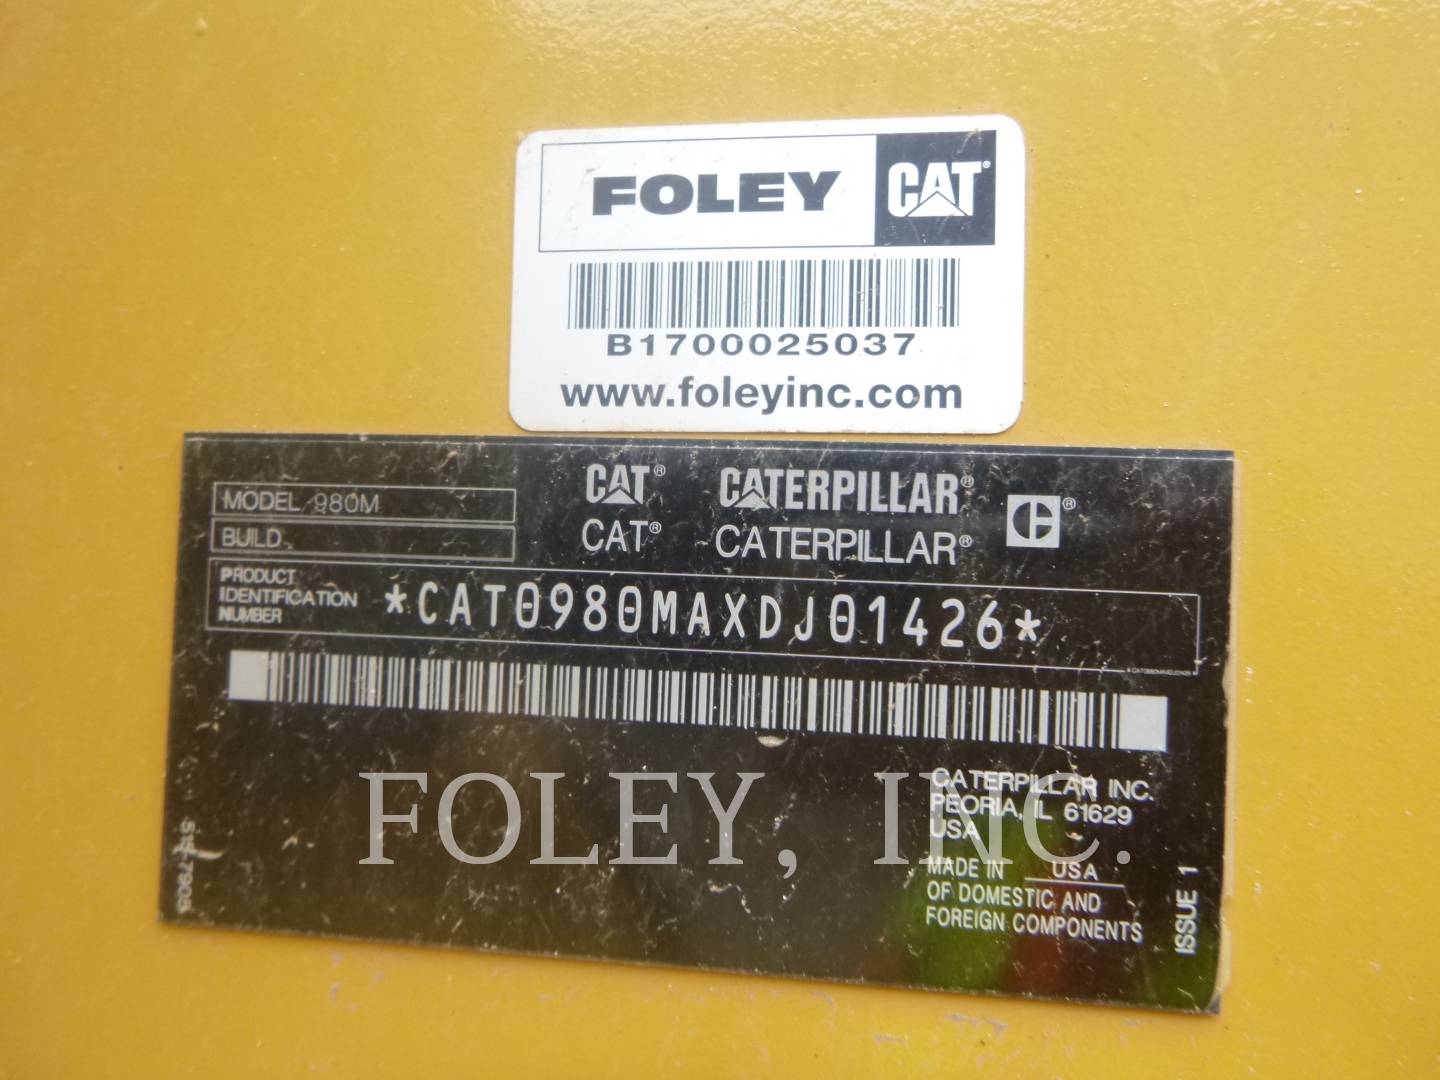 FOLEY CAT®
B1700025037
www.foleyinc.com
MODEL 980M
BUILD
CAT® CATERPILLAR®
CAT® CATERPILLAR®
PRODUCT
IDENTIFICATION
NUMBER
*CAT0980MAXDJ01426*
FOLEY, INC.
CATERPILLAR INC.
PEORIA, IL 61629
USA
MADE IN USA
OF DOMESTIC AND
FOREIGN COMPONENTS
ISSUE 1